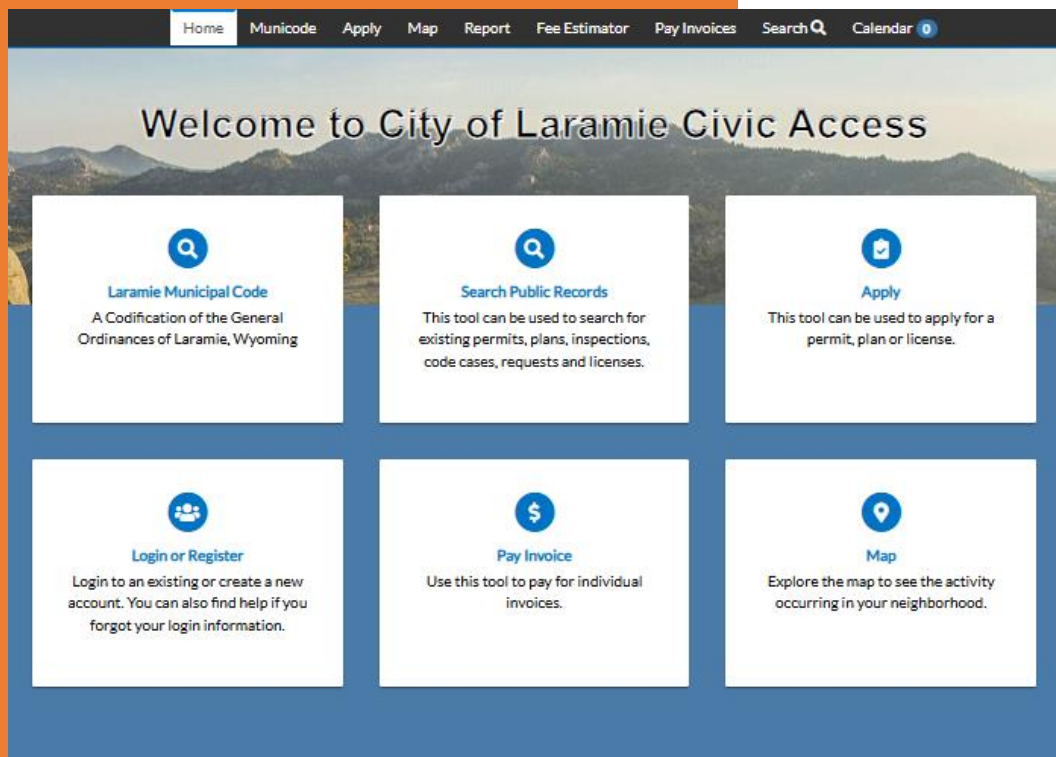 Home Municode Apply Map Report Fee Estimator Pay Invoices Search Calendar 0
Welcome to City of Laramie Civic Access
Laramie Municipal Code
A Codification of the General
Ordinances of Laramie, Wyoming
Search Public Records
This tool can be used to search for
existing permits, plans, inspections,
code cases, requests and licenses.
Apply
This tool can be used to apply for a
permit, plan or license.
Login or Register
Login to an existing or create a new
account. You can also find help if you
forgot your login information.
Pay Invoice
Use this tool to pay for individual
invoices.
Map
Explore the map to see the activity
occurring in your neighborhood.